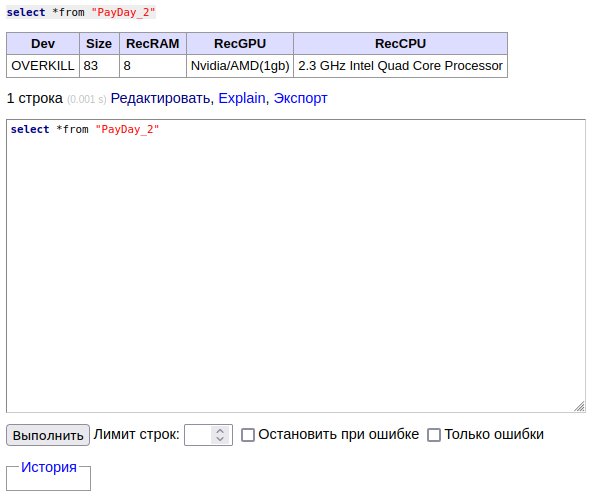 select *from "PayDay_2"
Dev Size RecRAM RecGPU RecCPU
OVERKILL 83 8 Nvidia/AMD(1gb) 2.3 GHz Intel Quad Core Processor
1 строка (0.001 s) Редактировать, Explain, Экспорт
select *from "PayDay_2"
Выполнить Лимит строк: Остановить при ошибке Только ошибки
История